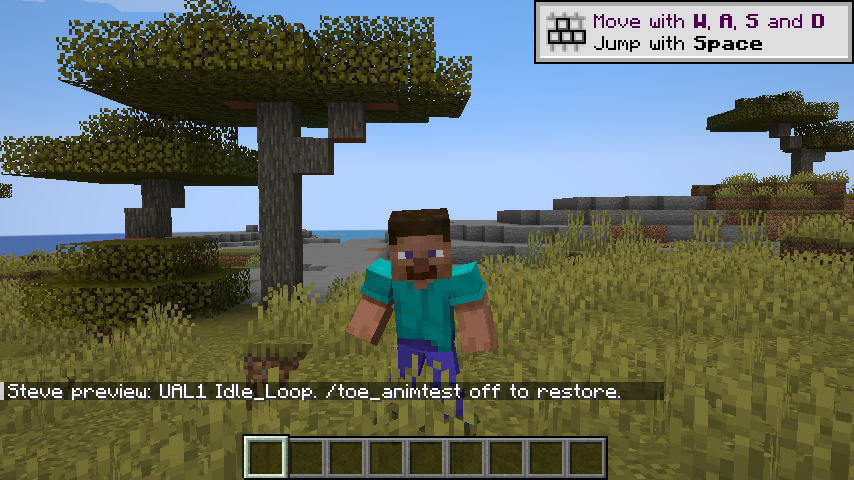 Move with W, A, S and D
Jump with Space
Steve preview: UAL1 Idle_Loop. /toe_animtest off to restore.